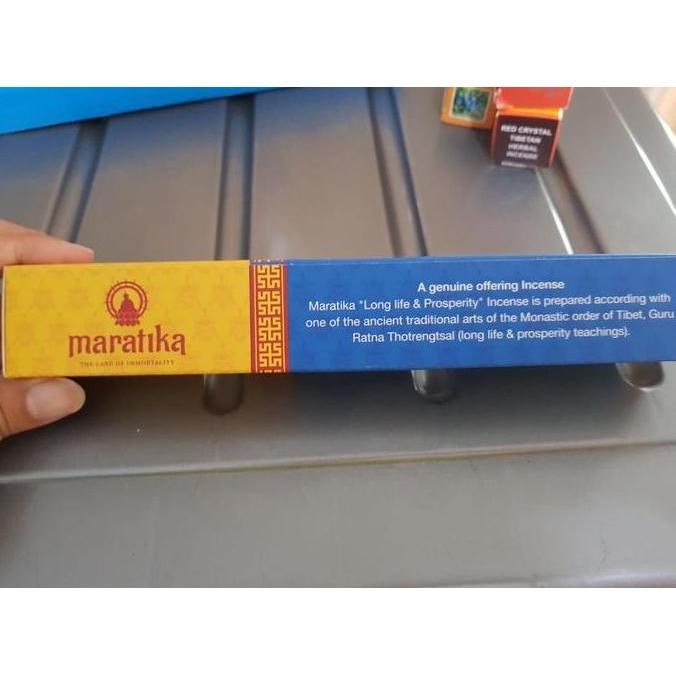 RED CRYSTAL
TIBETAN
HERBAL
INCENSE
maratika
THE LAND OF IMMORTALITY
A genuine offering Incense
Maratika "Long life & Prosperity" Incense is prepared according with
one of the ancient traditional arts of the Monastic order of Tibet, Guru
Ratna Thotrengtsal (long life & prosperity teachings).